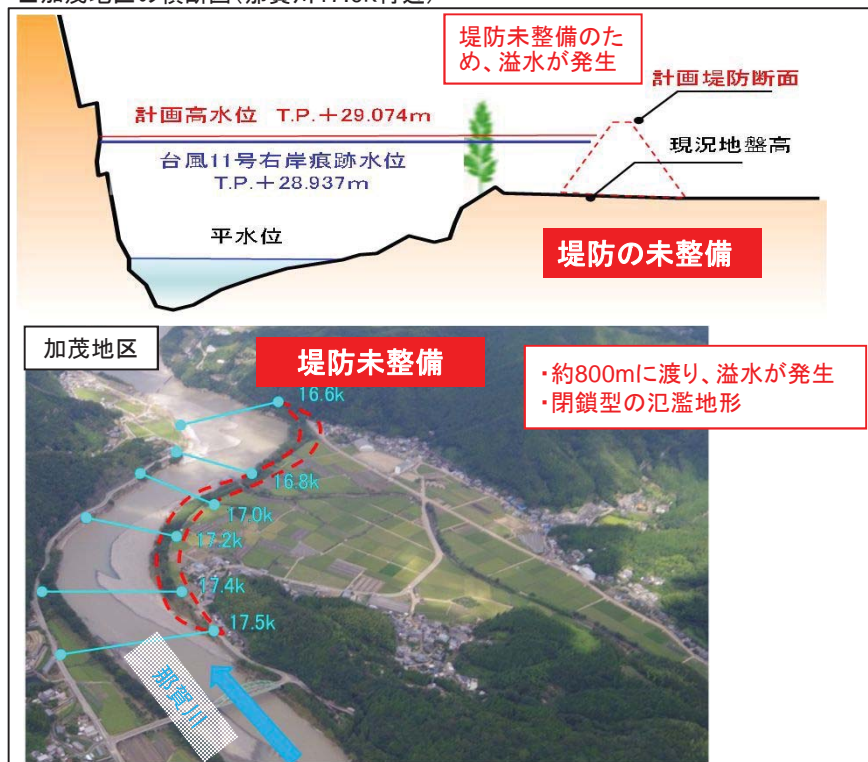 堤防未整備のた
め、溢水が発生
計画堤防断面
計画高水位 T.P.+29.074m
現況地盤高
台風11号右岸痕跡水位
T.P.+28.937m
平水位
堤防の未整備
加茂地区
堤防未整備
・約800mに渡り、溢水が発生
・閉鎖型の氾濫地形
16.6k
16.8k
17.0k
17.2k
17.4k
17.5k
那賀川